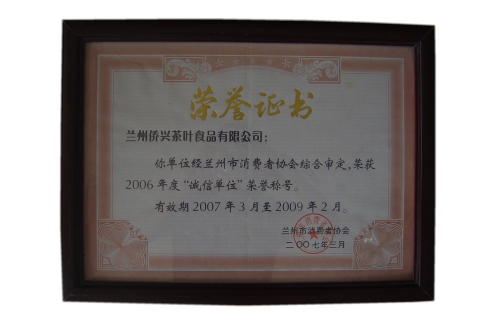 荣誉证书
兰州侨兴茶叶食品有限公司：
你单位经兰州市消费者协会综合审定，荣获
2006年度“诚信单位”荣誉称号。
有效期2007年3月至2009年2月。
兰州市消费者协会
二〇〇七年三月